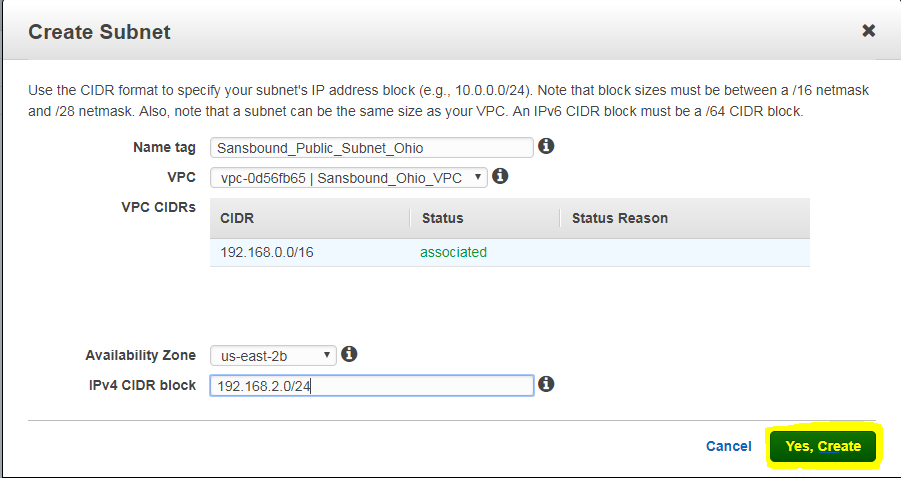 Create Subnet
Use the CIDR format to specify your subnet's IP address block (e.g., 10.0.0.0/24). Note that block sizes must be between a /16 netmask
and /28 netmask. Also, note that a subnet can be the same size as your VPC. An IPv6 CIDR block must be a /64 CIDR block.
Name tag Sansbound_Public_Subnet_Ohio
VPC vpc-0d56fb65 | Sansbound_Ohio_VPC
VPC CIDRs
CIDR Status Status Reason
192.168.0.0/16 associated
Availability Zone us-east-2b
IPv4 CIDR block 192.168.2.0/24
Cancel Yes, Create